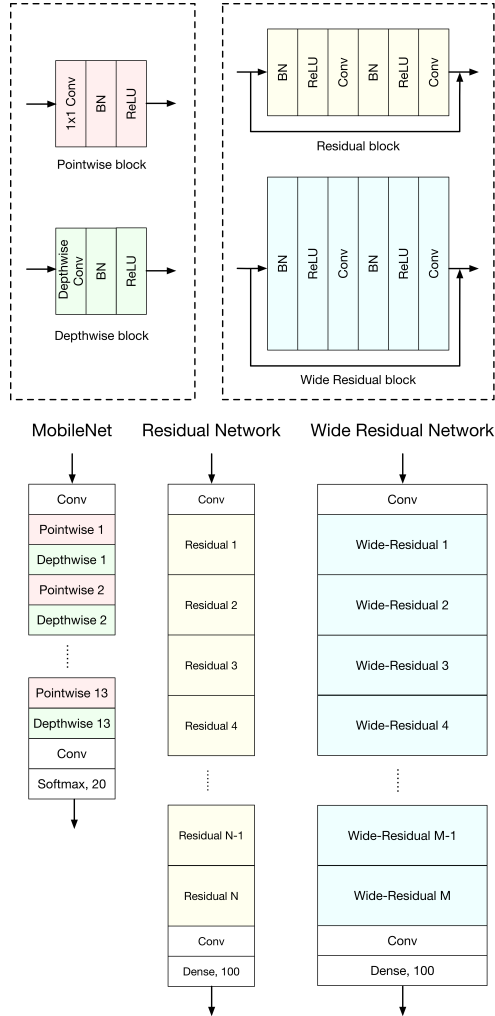 1x1 Conv
BN
ReLU
Pointwise block
Depthwise
Conv
BN
ReLU
Depthwise block
BN
ReLU
Conv
BN
ReLU
Conv
Residual block
BN
ReLU
Conv
BN
ReLU
Conv
Wide Residual block
MobileNet
Conv
Pointwise 1
Depthwise 1
Pointwise 2
Depthwise 2
Pointwise 13
Depthwise 13
Conv
Softmax, 20
Residual Network
Conv
Residual 1
Residual 2
Residual 3
Residual 4
Residual N-1
Residual N
Conv
Dense, 100
Wide Residual Network
Conv
Wide-Residual 1
Wide-Residual 2
Wide-Residual 3
Wide-Residual 4
Wide-Residual M-1
Wide-Residual M
Conv
Dense, 100